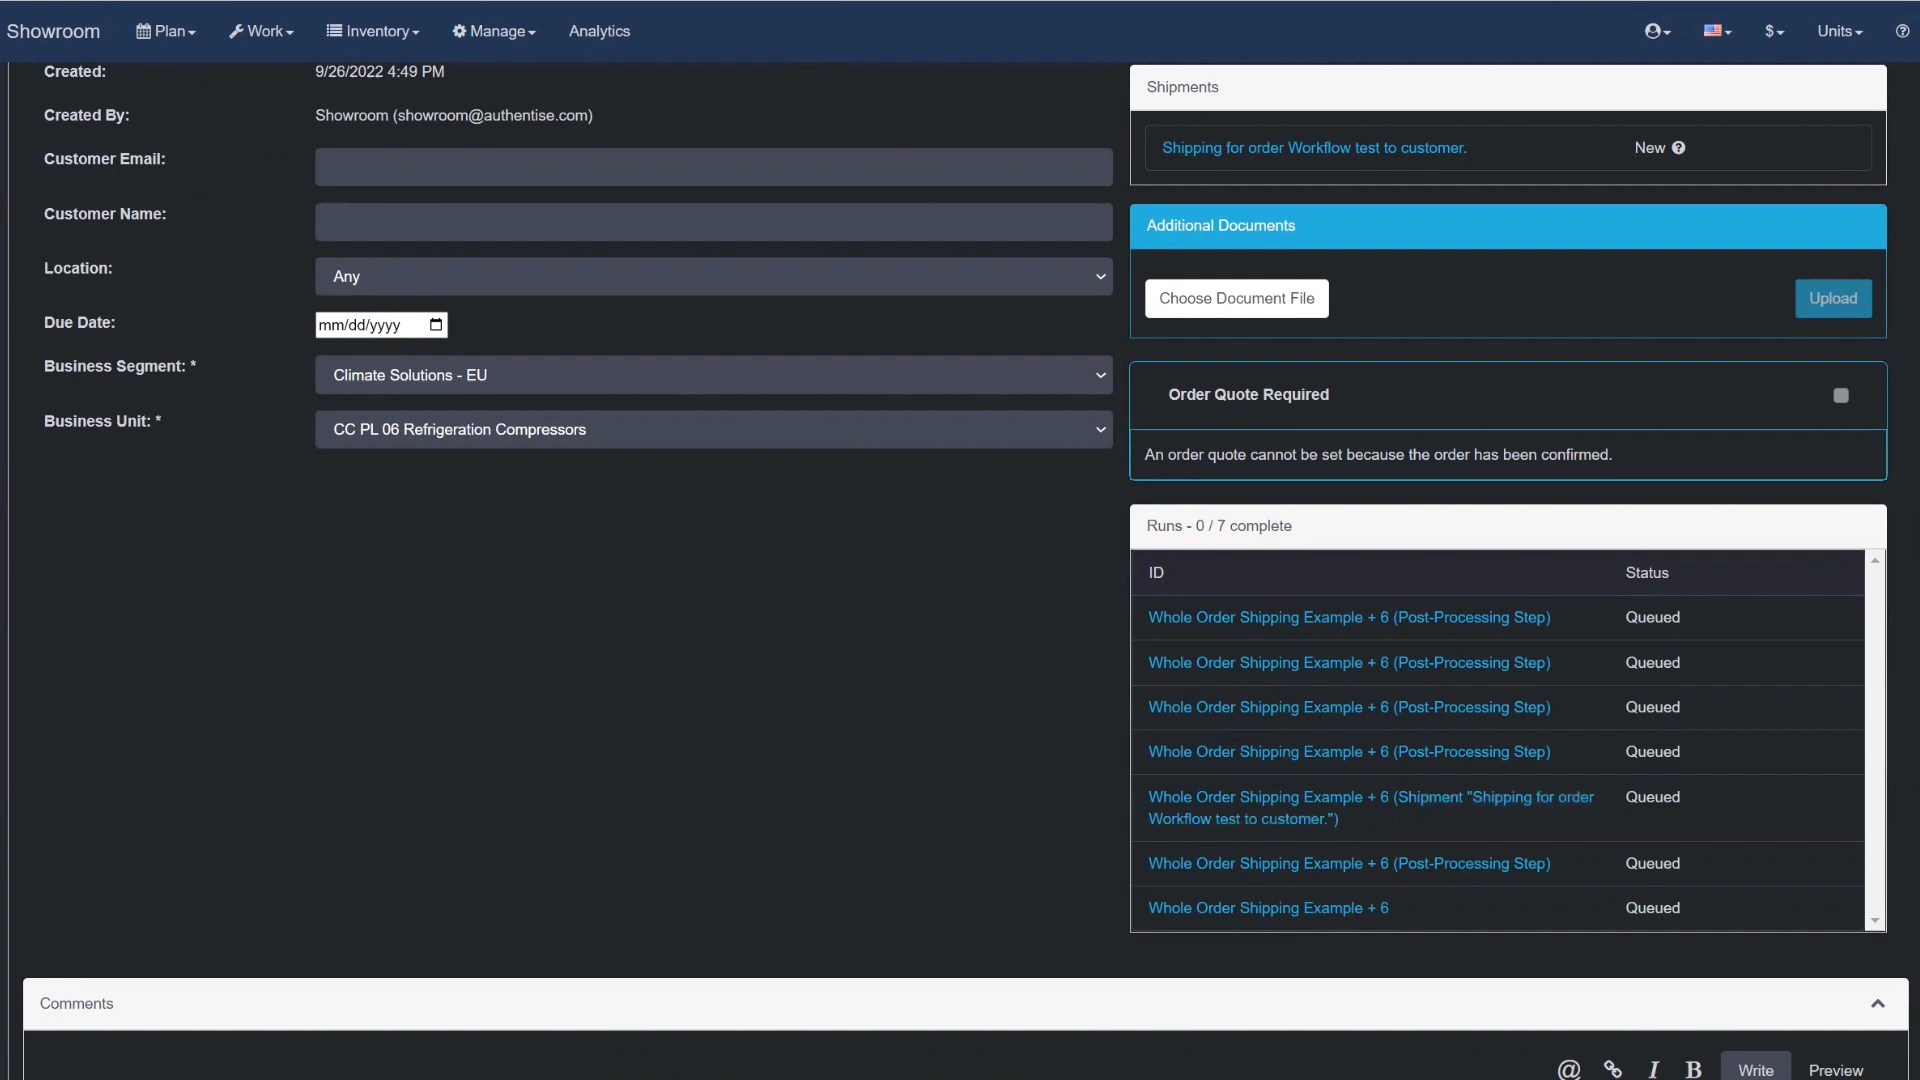 Showroom Plan Work Inventory Manage Analytics $ Units
Created: 9/26/2022 4:49 PM
Created By: Showroom (showroom@authentise.com)
Customer Email:
Customer Name:
Location: Any
Due Date: mm/dd/yyyy
Business Segment: * Climate Solutions - EU
Business Unit: * CC PL 06 Refrigeration Compressors
Shipments
Shipping for order Workflow test to customer. New
Additional Documents
Choose Document File Upload
Order Quote Required
An order quote cannot be set because the order has been confirmed.
Runs - 0 / 7 complete
ID Status
Whole Order Shipping Example + 6 (Post-Processing Step) Queued
Whole Order Shipping Example + 6 (Post-Processing Step) Queued
Whole Order Shipping Example + 6 (Post-Processing Step) Queued
Whole Order Shipping Example + 6 (Post-Processing Step) Queued
Whole Order Shipping Example + 6 (Shipment "Shipping for order Queued
Workflow test to customer.")
Whole Order Shipping Example + 6 (Post-Processing Step) Queued
Whole Order Shipping Example + 6 Queued
Comments
@ I B Write Preview